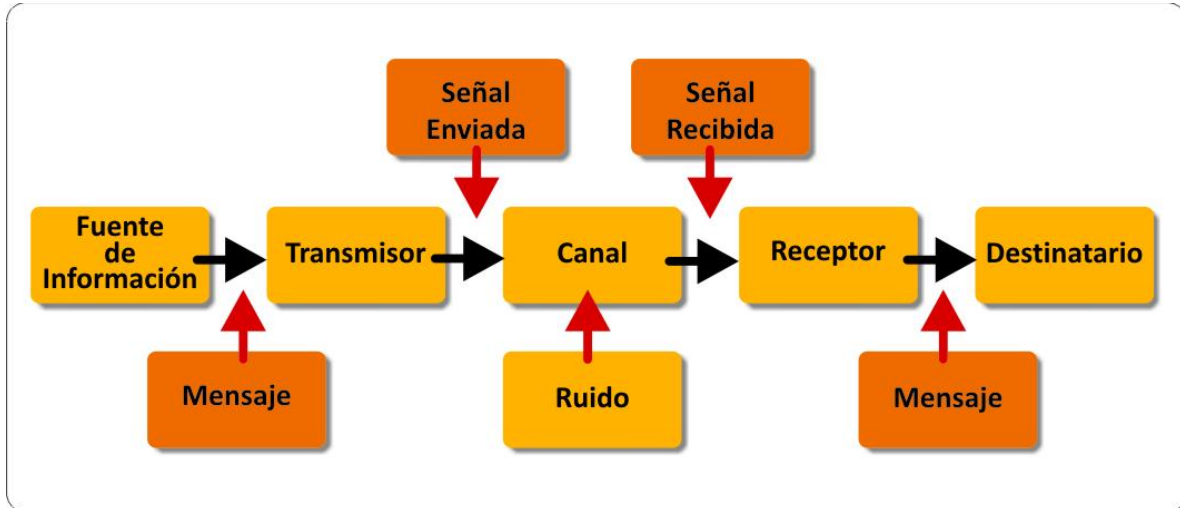 Señal
Enviada
Señal
Recibida
Fuente
de
Información
Transmisor
Canal
Receptor
Destinatario
Mensaje
Ruido
Mensaje